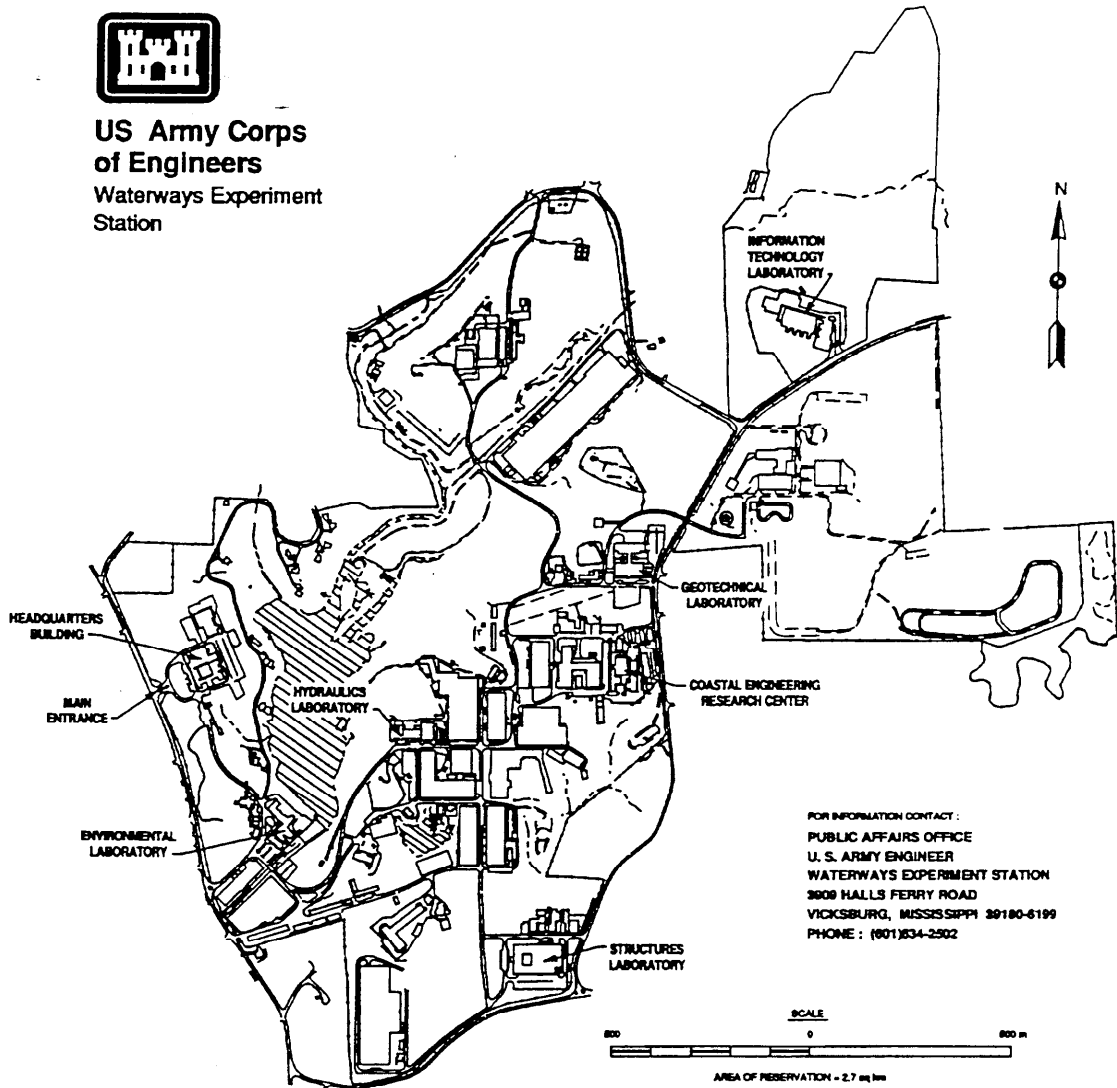 US Army Corps
of Engineers
Waterways Experiment
Station
N
INFORMATION
TECHNOLOGY
LABORATORY
GEOTECHNICAL
LABORATORY
HEADQUARTERS
BUILDING
MAIN
ENTRANCE
HYDRAULICS
LABORATORY
COASTAL ENGINEERING
RESEARCH CENTER
ENVIRONMENTAL
LABORATORY
STRUCTURES
LABORATORY
FOR INFORMATION CONTACT :
PUBLIC AFFAIRS OFFICE
U. S. ARMY ENGINEER
WATERWAYS EXPERIMENT STATION
3909 HALLS FERRY ROAD
VICKSBURG, MISSISSIPPI 39180-6199
PHONE : (601)634-2502
SCALE
500 0 500 m
AREA OF RESERVATION = 2.7 sq km